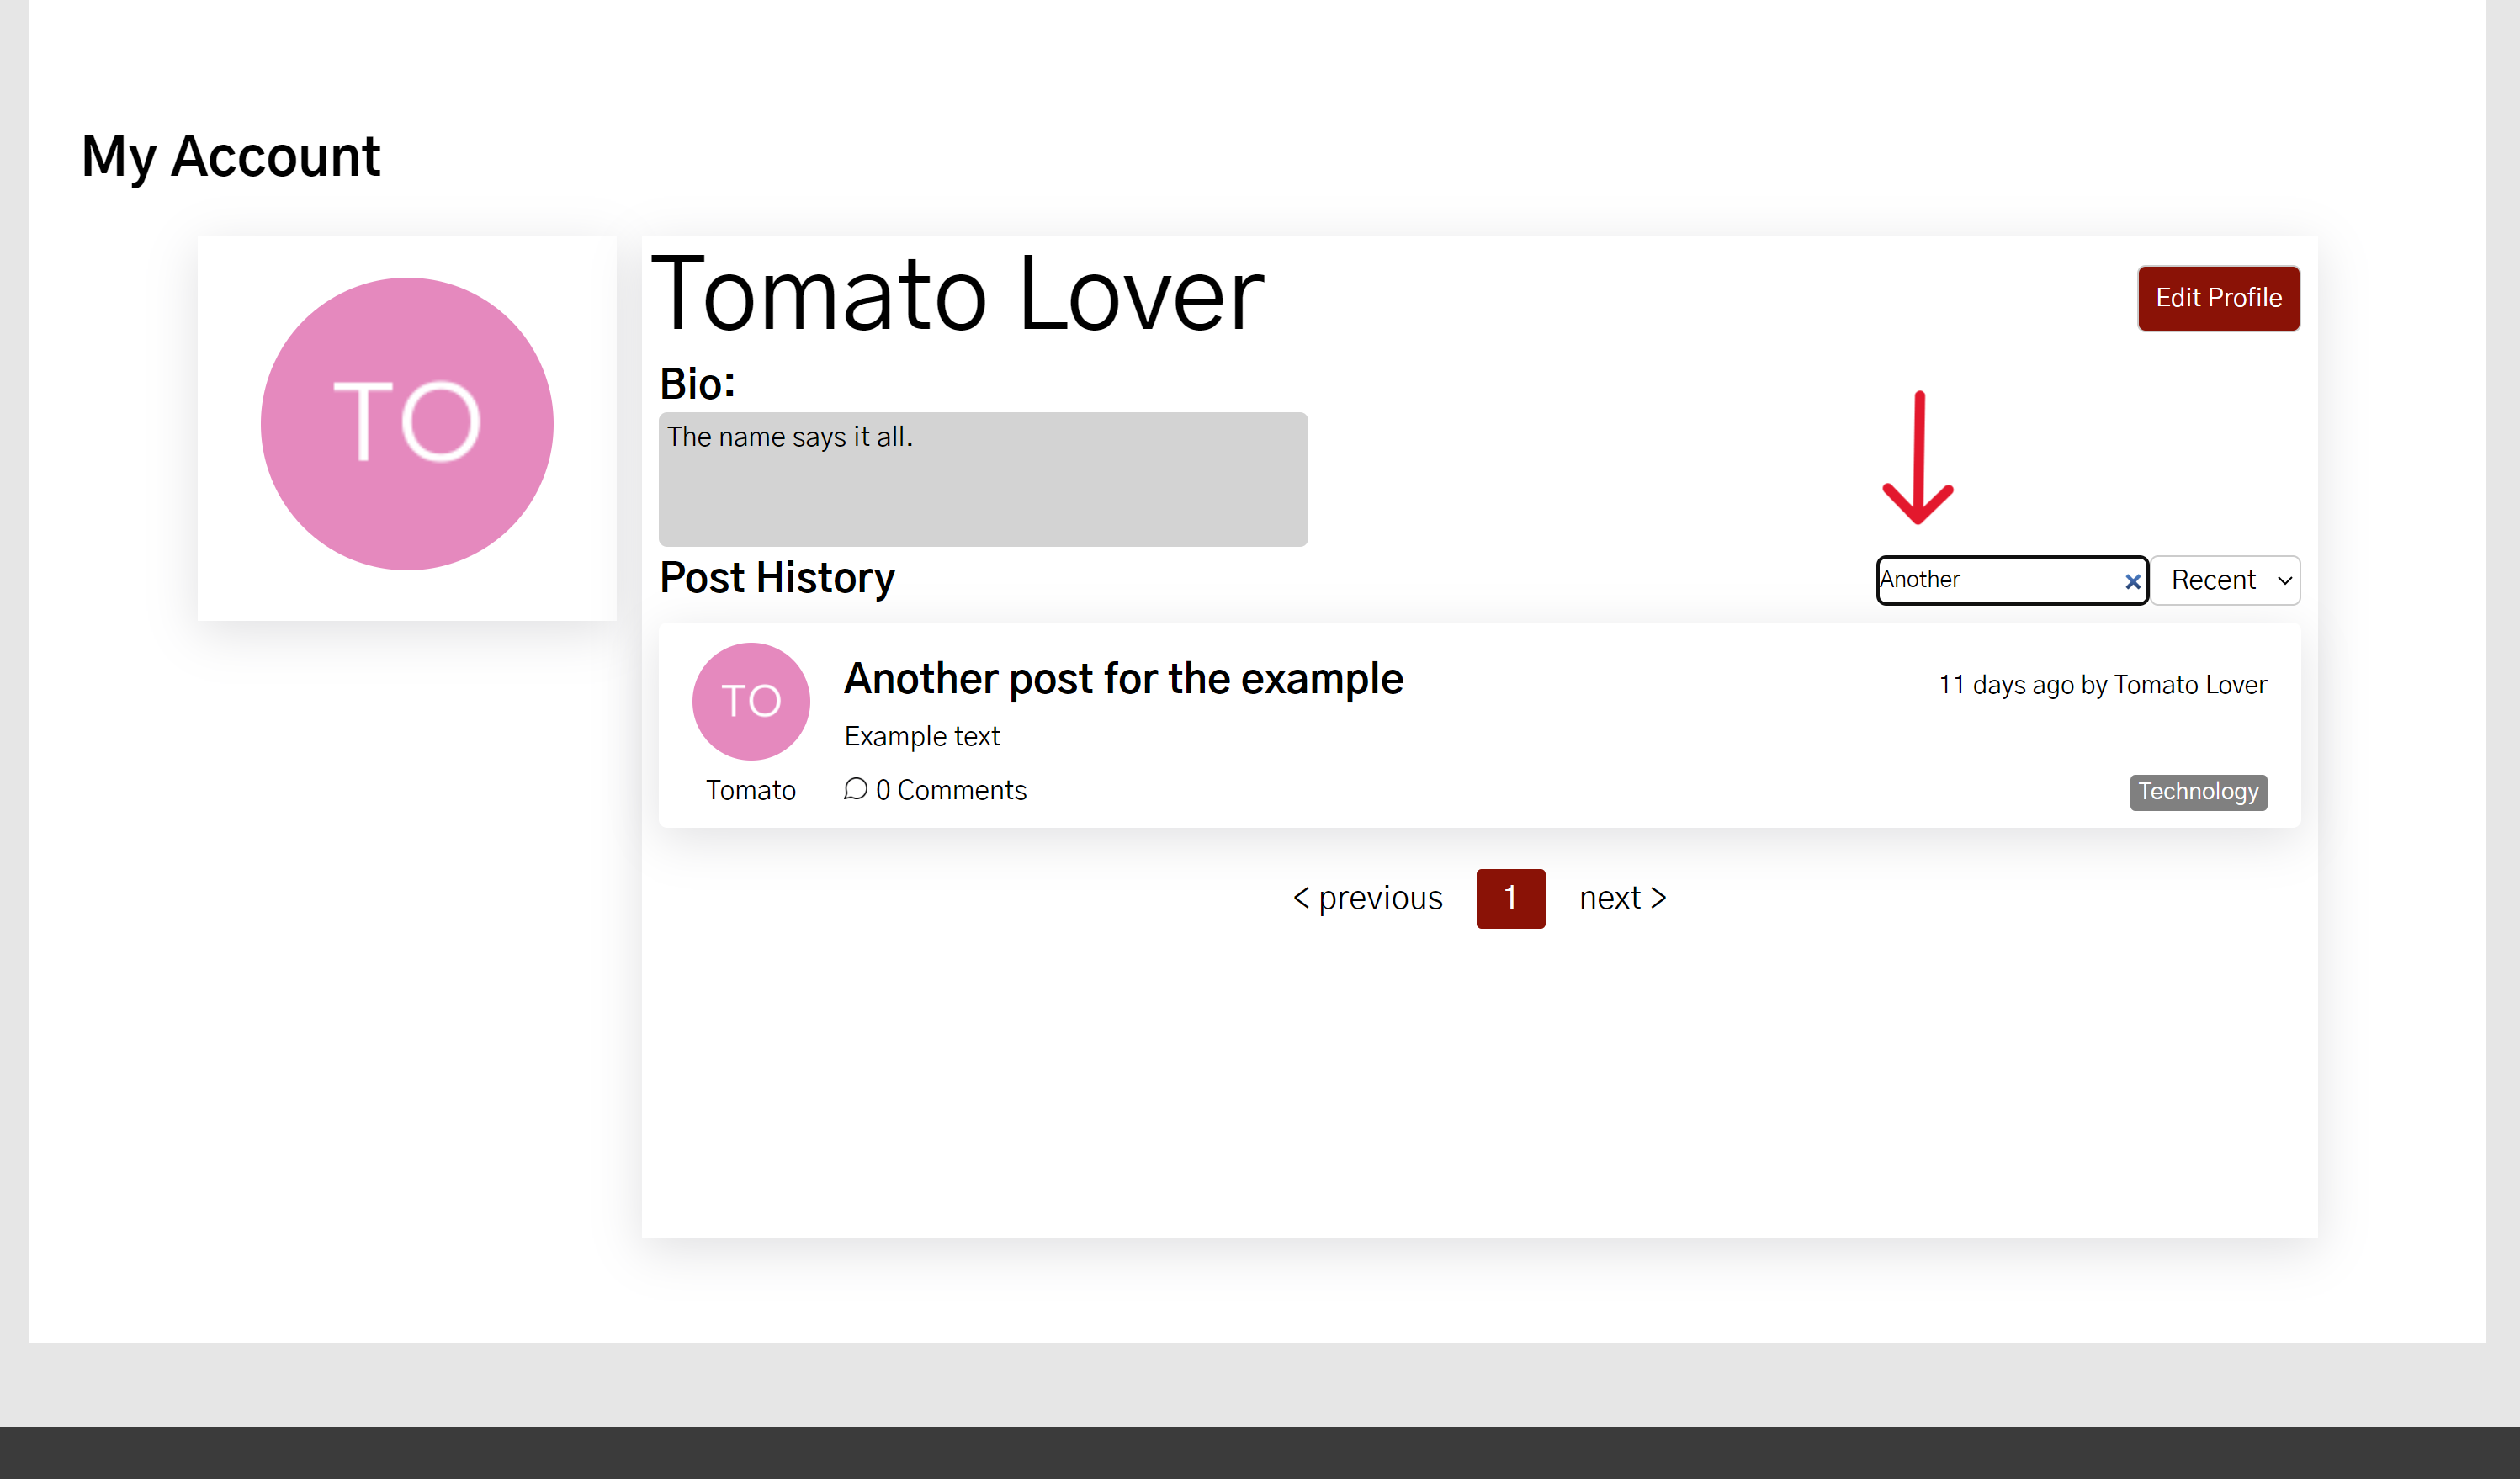 My Account
TO
Tomato Lover
Edit Profile
Bio:
The name says it all.
Post History
Another
Recent
TO
Another post for the example
11 days ago by Tomato Lover
Example text
Tomato
0 Comments
Technology
< previous
1
next >